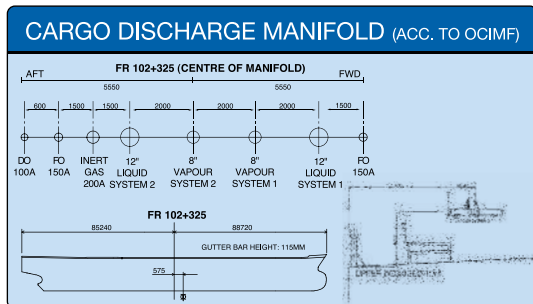 CARGO DISCHARGE MANIFOLD (ACC. TO OCIMF)
FR 102+325 (CENTRE OF MANIFOLD)
AFT FWD
5550 5550
600 1500 1500 2000 2000 2000 1500
DO FO INERT 12" 8" 8" 12" FO
100A 150A GAS LIQUID VAPOUR VAPOUR LIQUID 150A
200A SYSTEM 2 SYSTEM 2 SYSTEM 1 SYSTEM 1
FR 102+325
85240 88720
GUTTER BAR HEIGHT: 115MM
575